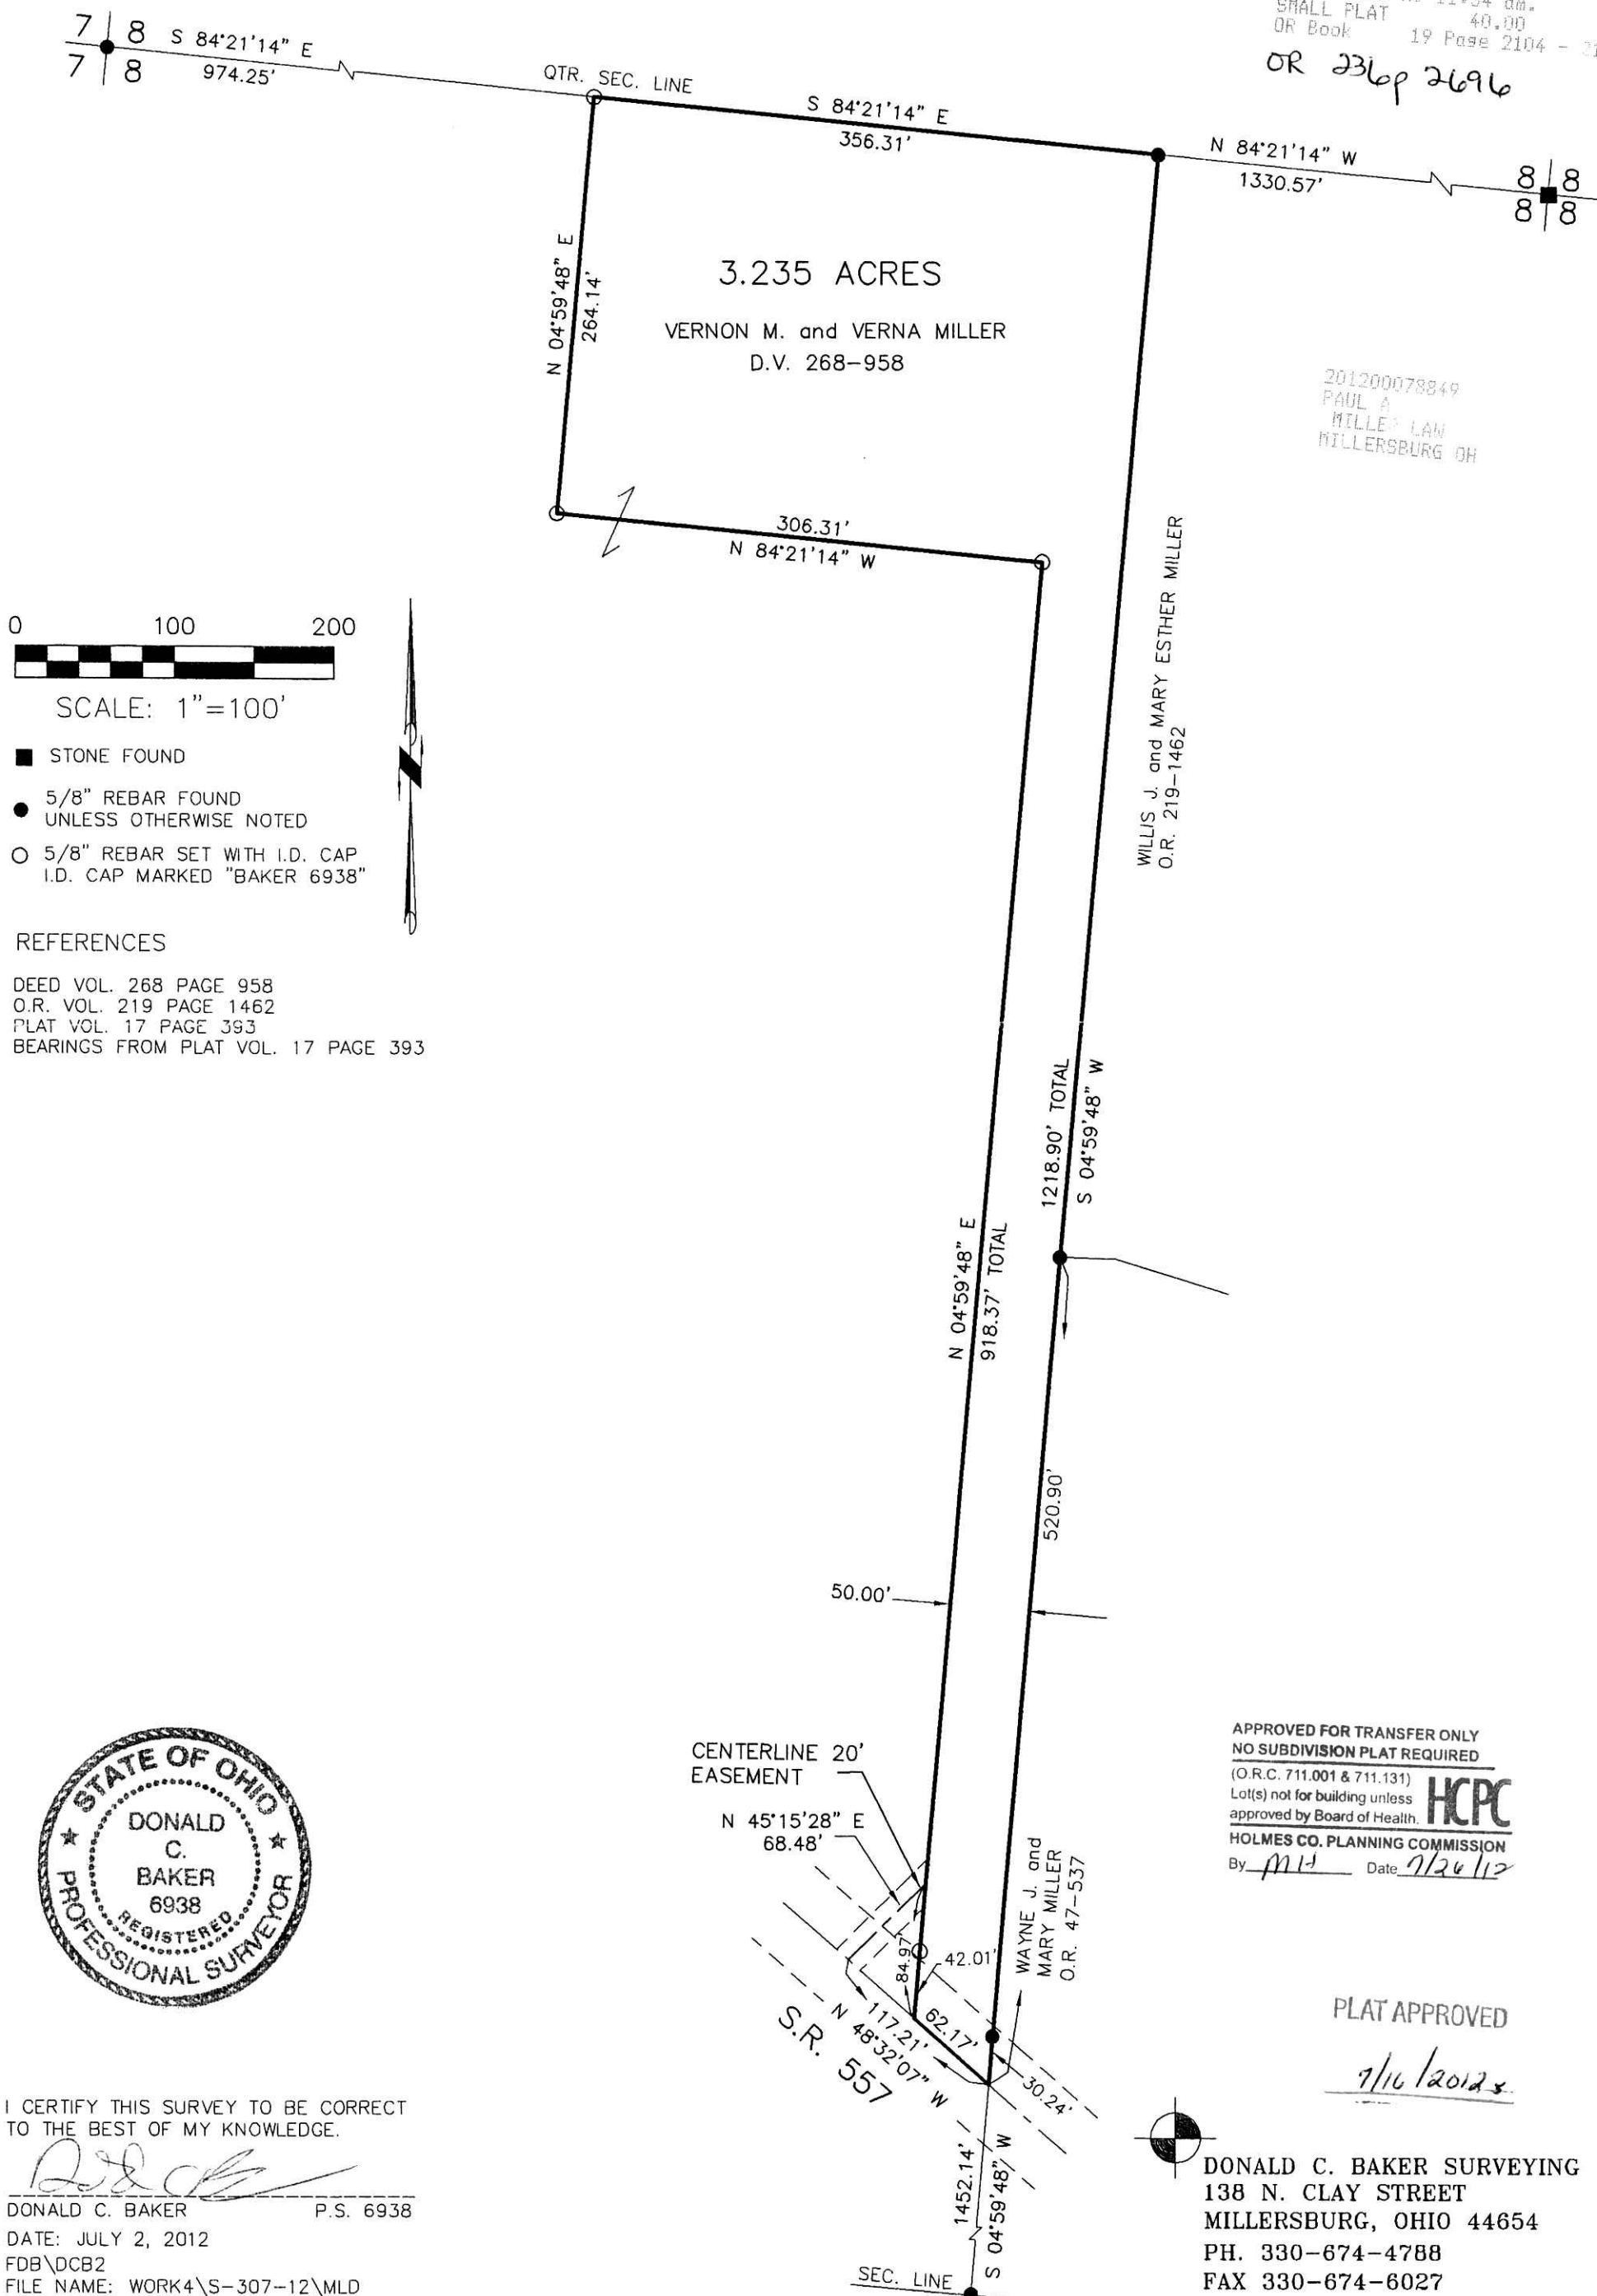 11:54 am.
SMALL PLAT 40.00
OR Book 19 Page 2104 -
OR 236p 2696
7 8 S 84°21'14" E
7 8 974.25'
QTR. SEC. LINE
S 84°21'14" E
356.31'
N 84°21'14" W
1330.57'
8 8
8 8
N 04°59'48" E
264.14'
3.235 ACRES
VERNON M. and VERNA MILLER
D.V. 268-958
201200078849
PAUL A
MILLER LAW
MILLERSBURG OH
306.31'
N 84°21'14" W
WILLIS J. and MARY ESTHER MILLER
O.R. 219-1462
0 100 200
SCALE: 1"=100'
STONE FOUND
5/8" REBAR FOUND
UNLESS OTHERWISE NOTED
5/8" REBAR SET WITH I.D. CAP
I.D. CAP MARKED "BAKER 6938"
REFERENCES
DEED VOL. 268 PAGE 958
O.R. VOL. 219 PAGE 1462
PLAT VOL. 17 PAGE 393
BEARINGS FROM PLAT VOL. 17 PAGE 393
1218.90' TOTAL
S 04°59'48" W
N 04°59'48" E
918.37' TOTAL
520.90'
50.00'
CENTERLINE 20'
EASEMENT
N 45°15'28" E
68.48'
84.97'
42.01'
WAYNE J. and
MARY MILLER
O.R. 47-537
117.21'
62.17'
N 48°32'07" W
S.R. 557
30.24'
1452.14'
S 04°59'48" W
SEC. LINE
STATE OF OHIO
DONALD
C.
BAKER
6938
REGISTERED
PROFESSIONAL SURVEYOR
APPROVED FOR TRANSFER ONLY
NO SUBDIVISION PLAT REQUIRED
(O.R.C. 711.001 & 711.131)
Lot(s) not for building unless
approved by Board of Health.
HCPC
HOLMES CO. PLANNING COMMISSION
By MH Date 7/26/12
PLAT APPROVED
7/16/2012
I CERTIFY THIS SURVEY TO BE CORRECT
TO THE BEST OF MY KNOWLEDGE.
DONALD C. BAKER P.S. 6938
DATE: JULY 2, 2012
FDB\DCB2
FILE NAME: WORK4\S-307-12\MLD
DONALD C. BAKER SURVEYING
138 N. CLAY STREET
MILLERSBURG, OHIO 44654
PH. 330-674-4788
FAX 330-674-6027